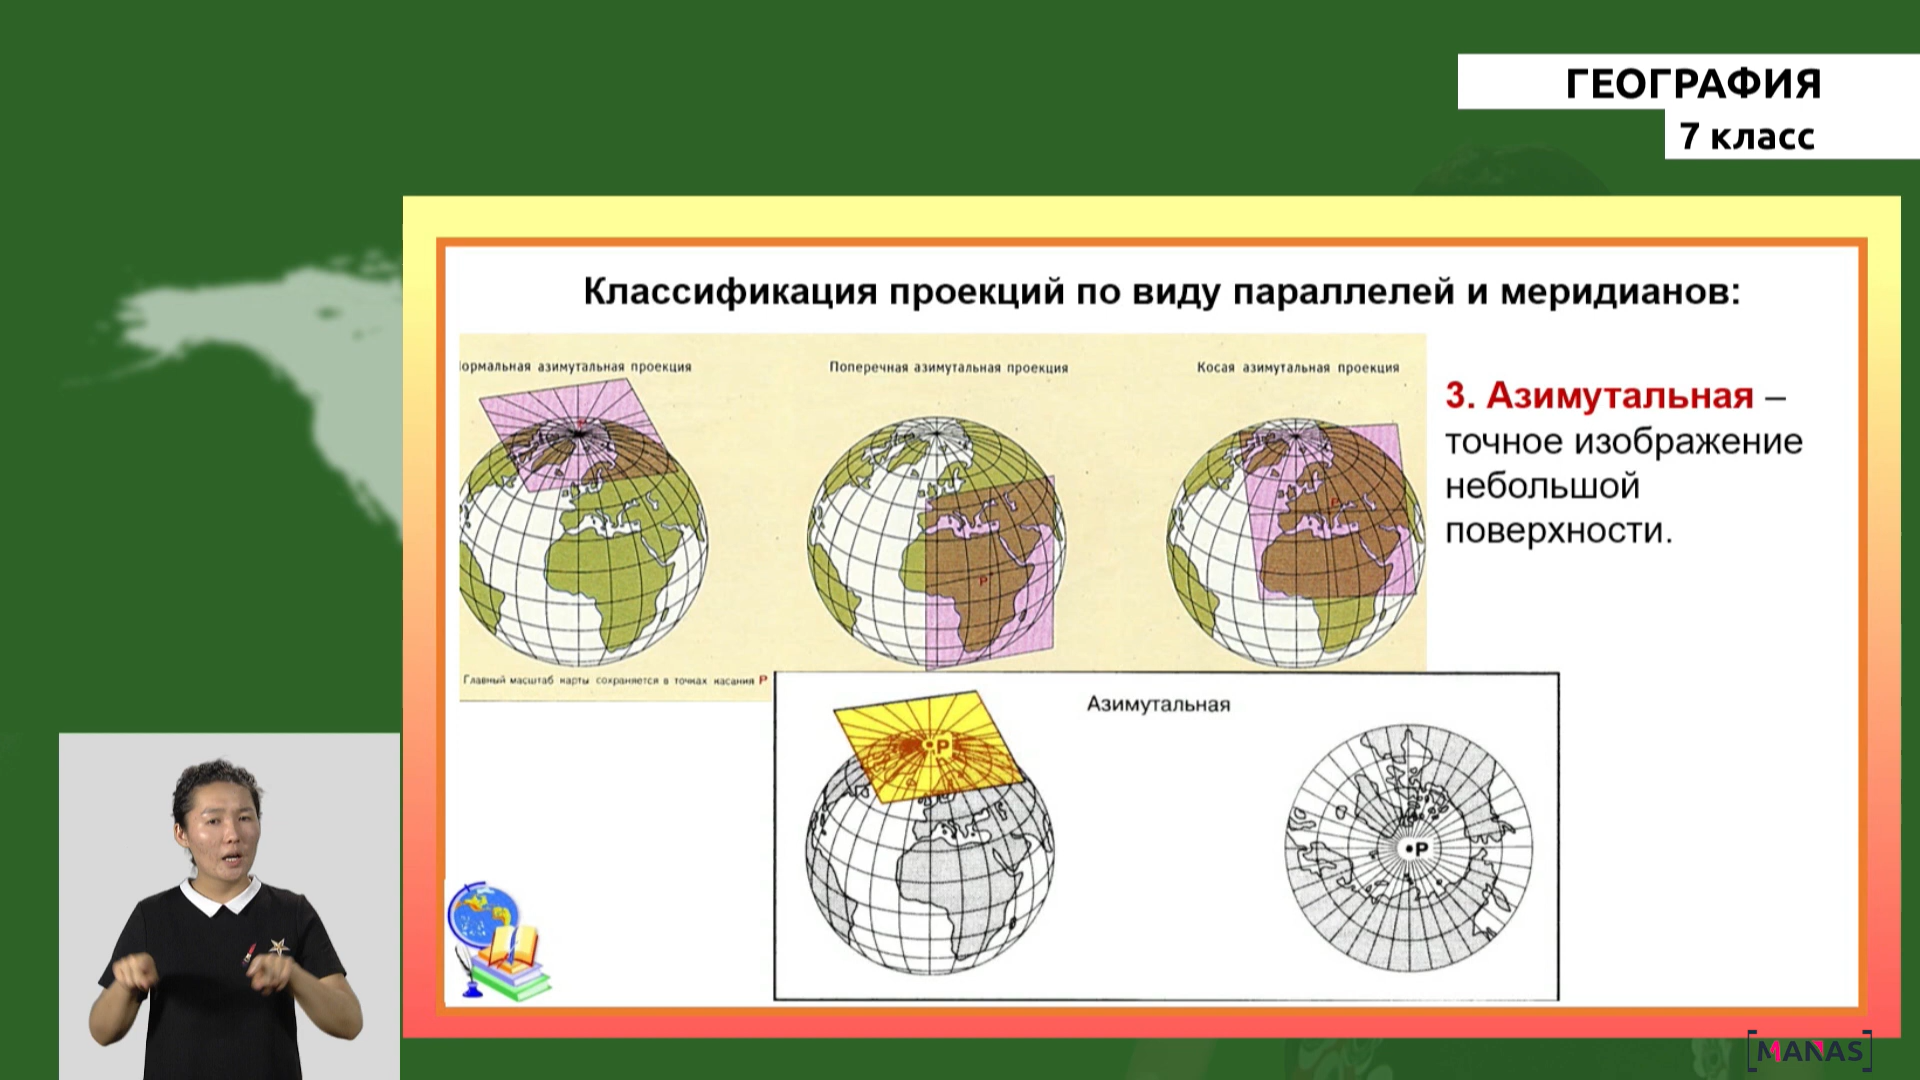 ГЕОГРАФИЯ
7 класс
Классификация проекций по виду параллелей и меридианов:
ормальная азимутальная проекция
Поперечная азимутальная проекция
Косая азимутальная проекция
3. Азимутальная –
точное изображение
небольшой
поверхности.
P
P
P
Главный масштаб карты сохраняется в точках касания P
Азимутальная
P
P
MANAS